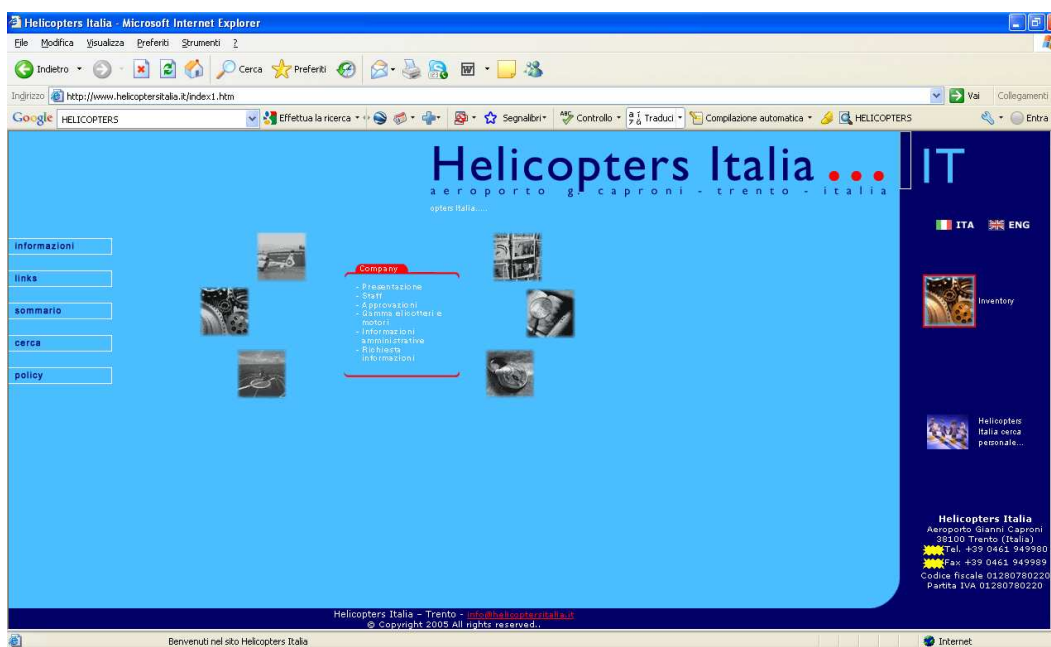 Helicopters Italia - Microsoft Internet Explorer
File Modifica Visualizza Preferiti Strumenti ?
Indietro Cerca Preferiti
Indirizzo http://www.helicoptersitalia.it/index1.htm Vai Collegamenti
Google HELICOPTERS Effettua la ricerca Segnalibri Controllo Traduci Compilazione automatica HELICOPTERS Entra
Helicopters Italia ... IT
aeroporto g. caproni - trento - italia
opters Italia.....
ITA ENG
informazioni
links
sommario
cerca
policy
Company
- Presentazione
- Staff
- Approvazioni
- Gamma elicotteri e
motori
- Informazioni
amministrative
- Richiesta
informazioni
Inventory
Helicopters
Italia cerca
personale...
Helicopters Italia
Aeroporto Gianni Caproni
38100 Trento (Italia)
Tel. +39 0461 949980
Fax +39 0461 949989
Codice fiscale 01280780220
Partita IVA 01280780220
Helicopters Italia – Trento - info@helicoptersitalia.it
© Copyright 2005 All rights reserved..
Benvenuti nel sito Helicopters Italia Internet